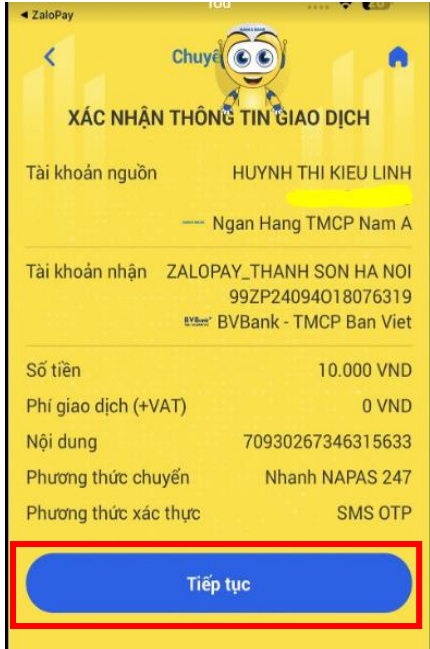 ◄ ZaloPay
Chuyể
XÁC NHẬN THÔNG TIN GIAO DỊCH
Tài khoản nguồn HUYNH THI KIEU LINH
Ngan Hang TMCP Nam A
Tài khoản nhận ZALOPAY_THANH SON HA NOI
99ZP24094O18076319
BVBank BVBank - TMCP Ban Viet
Số tiền 10.000 VND
Phí giao dịch (+VAT) 0 VND
Nội dung 70930267346315633
Phương thức chuyển Nhanh NAPAS 247
Phương thức xác thực SMS OTP
Tiếp tục